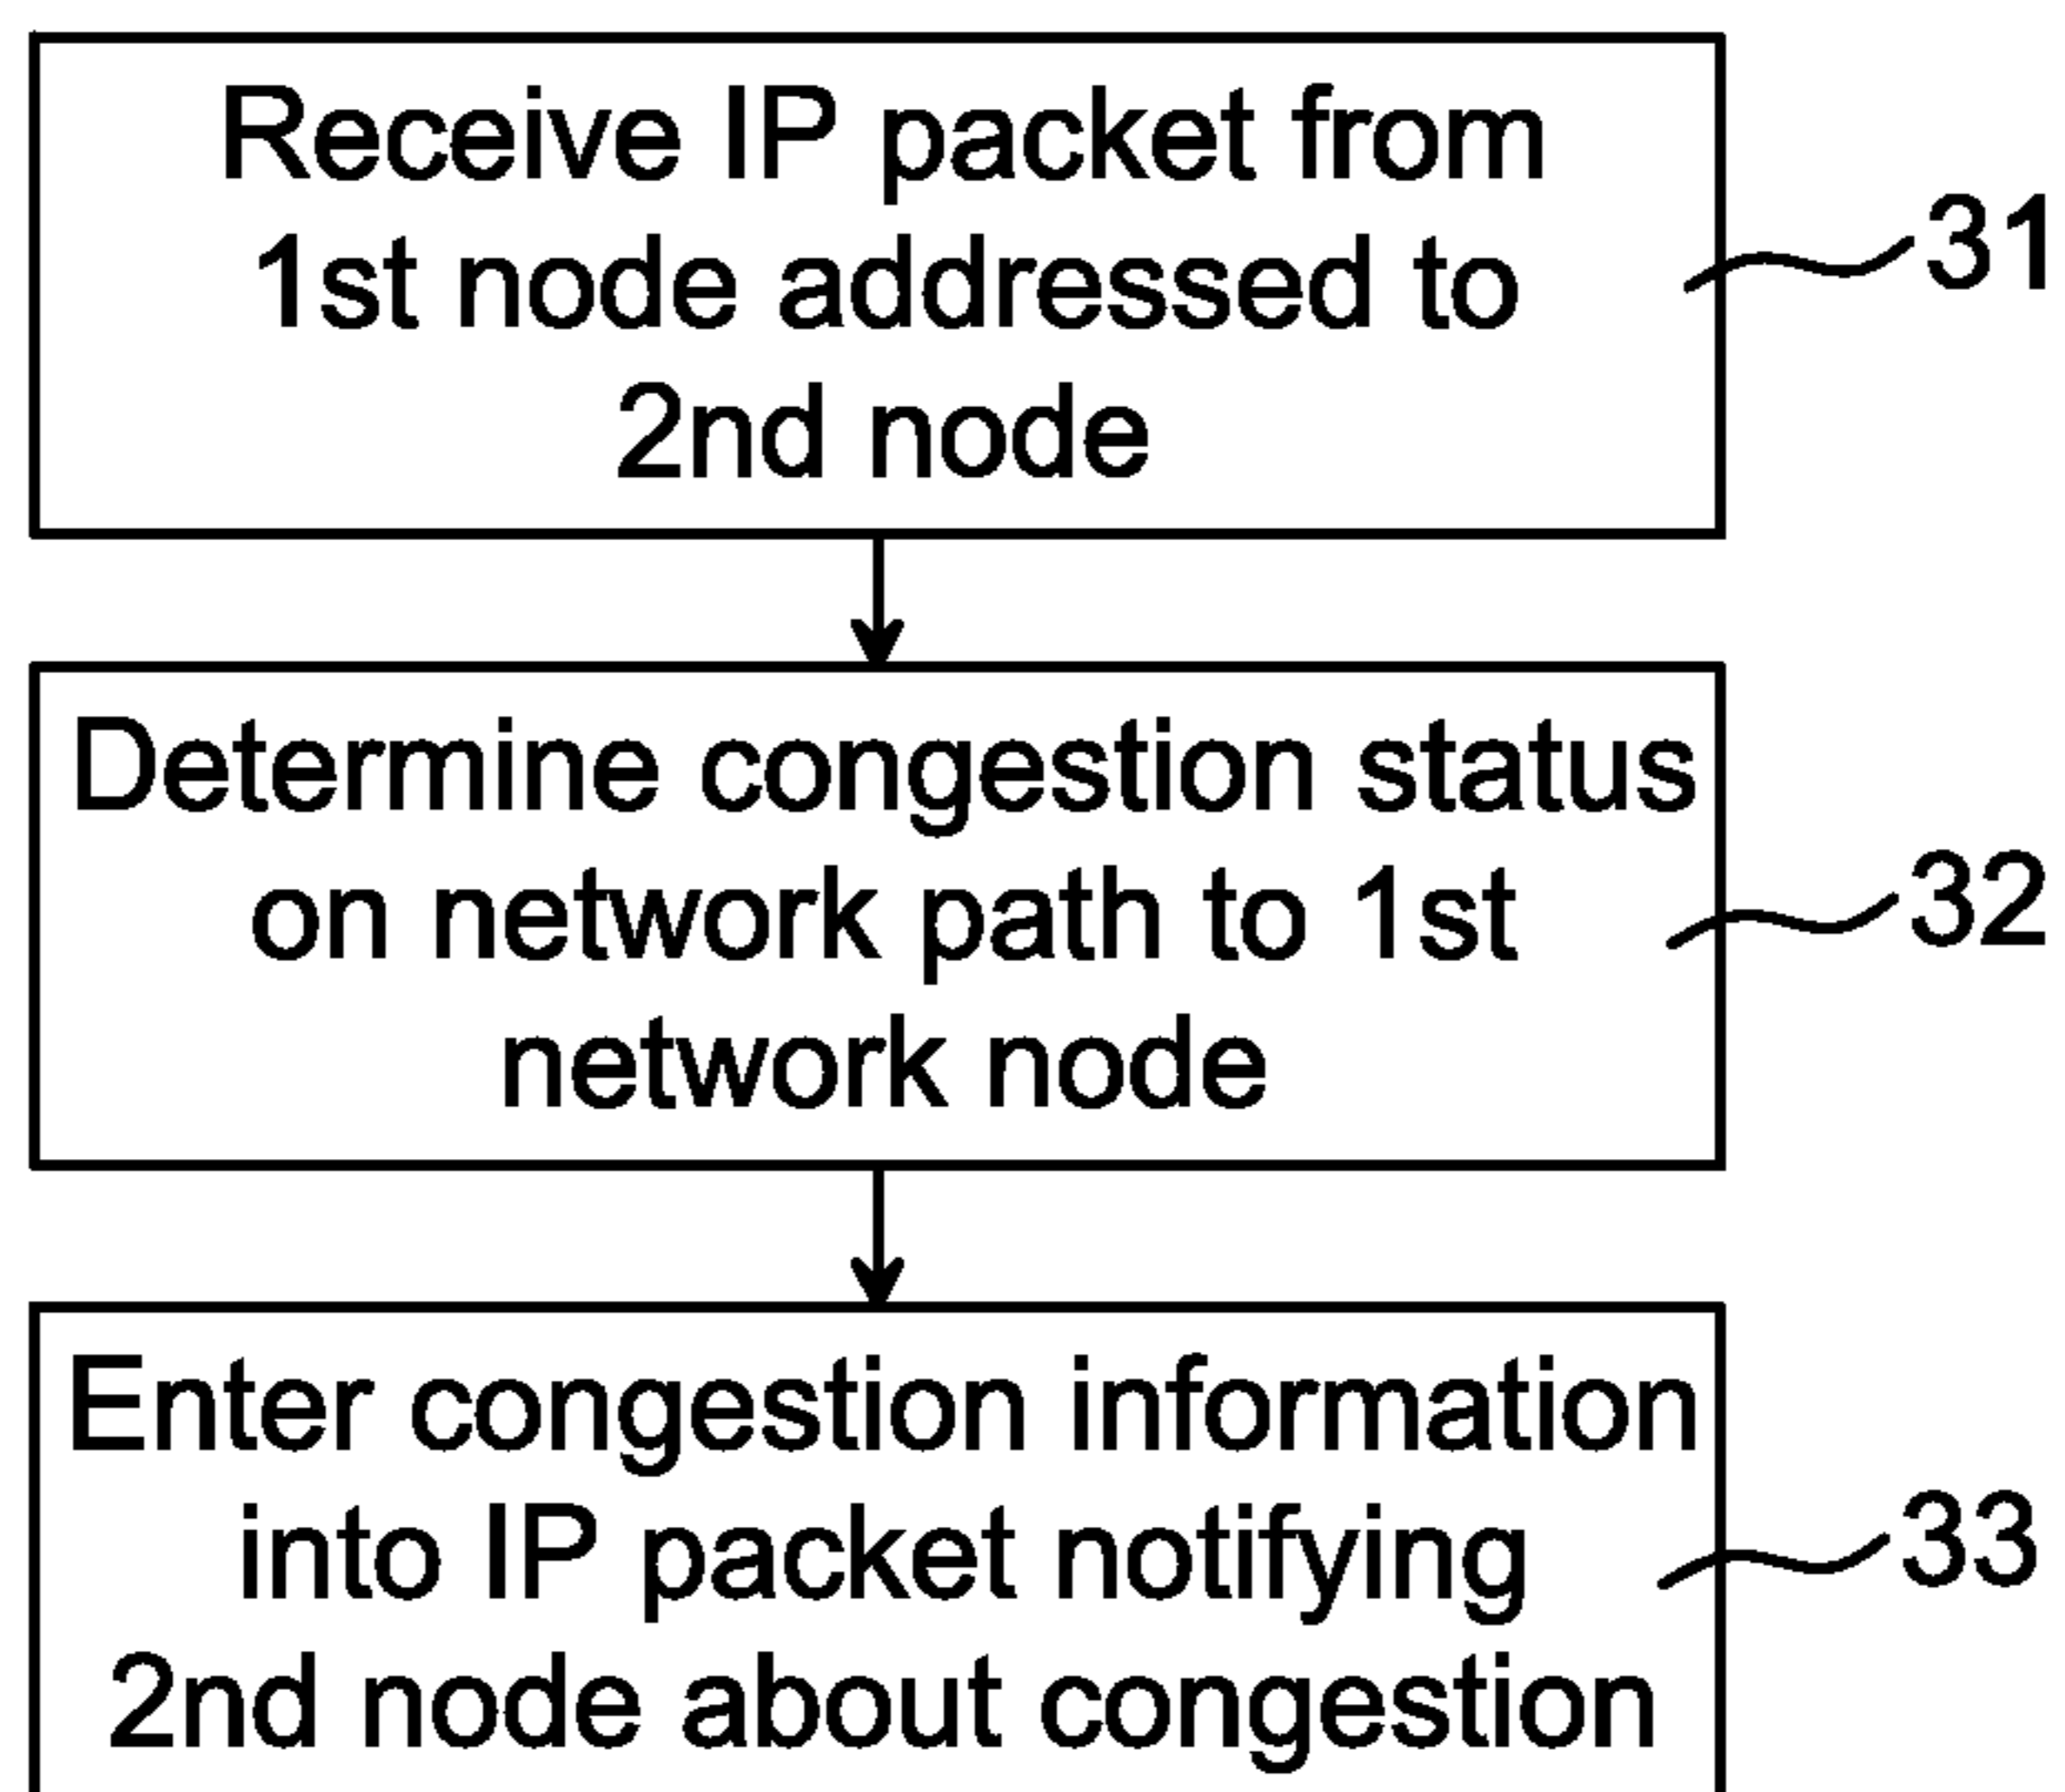 Receive IP packet from
1st node addressed to
2nd node
31
Determine congestion status
on network path to 1st
network node
32
Enter congestion information
into IP packet notifying
2nd node about congestion
33